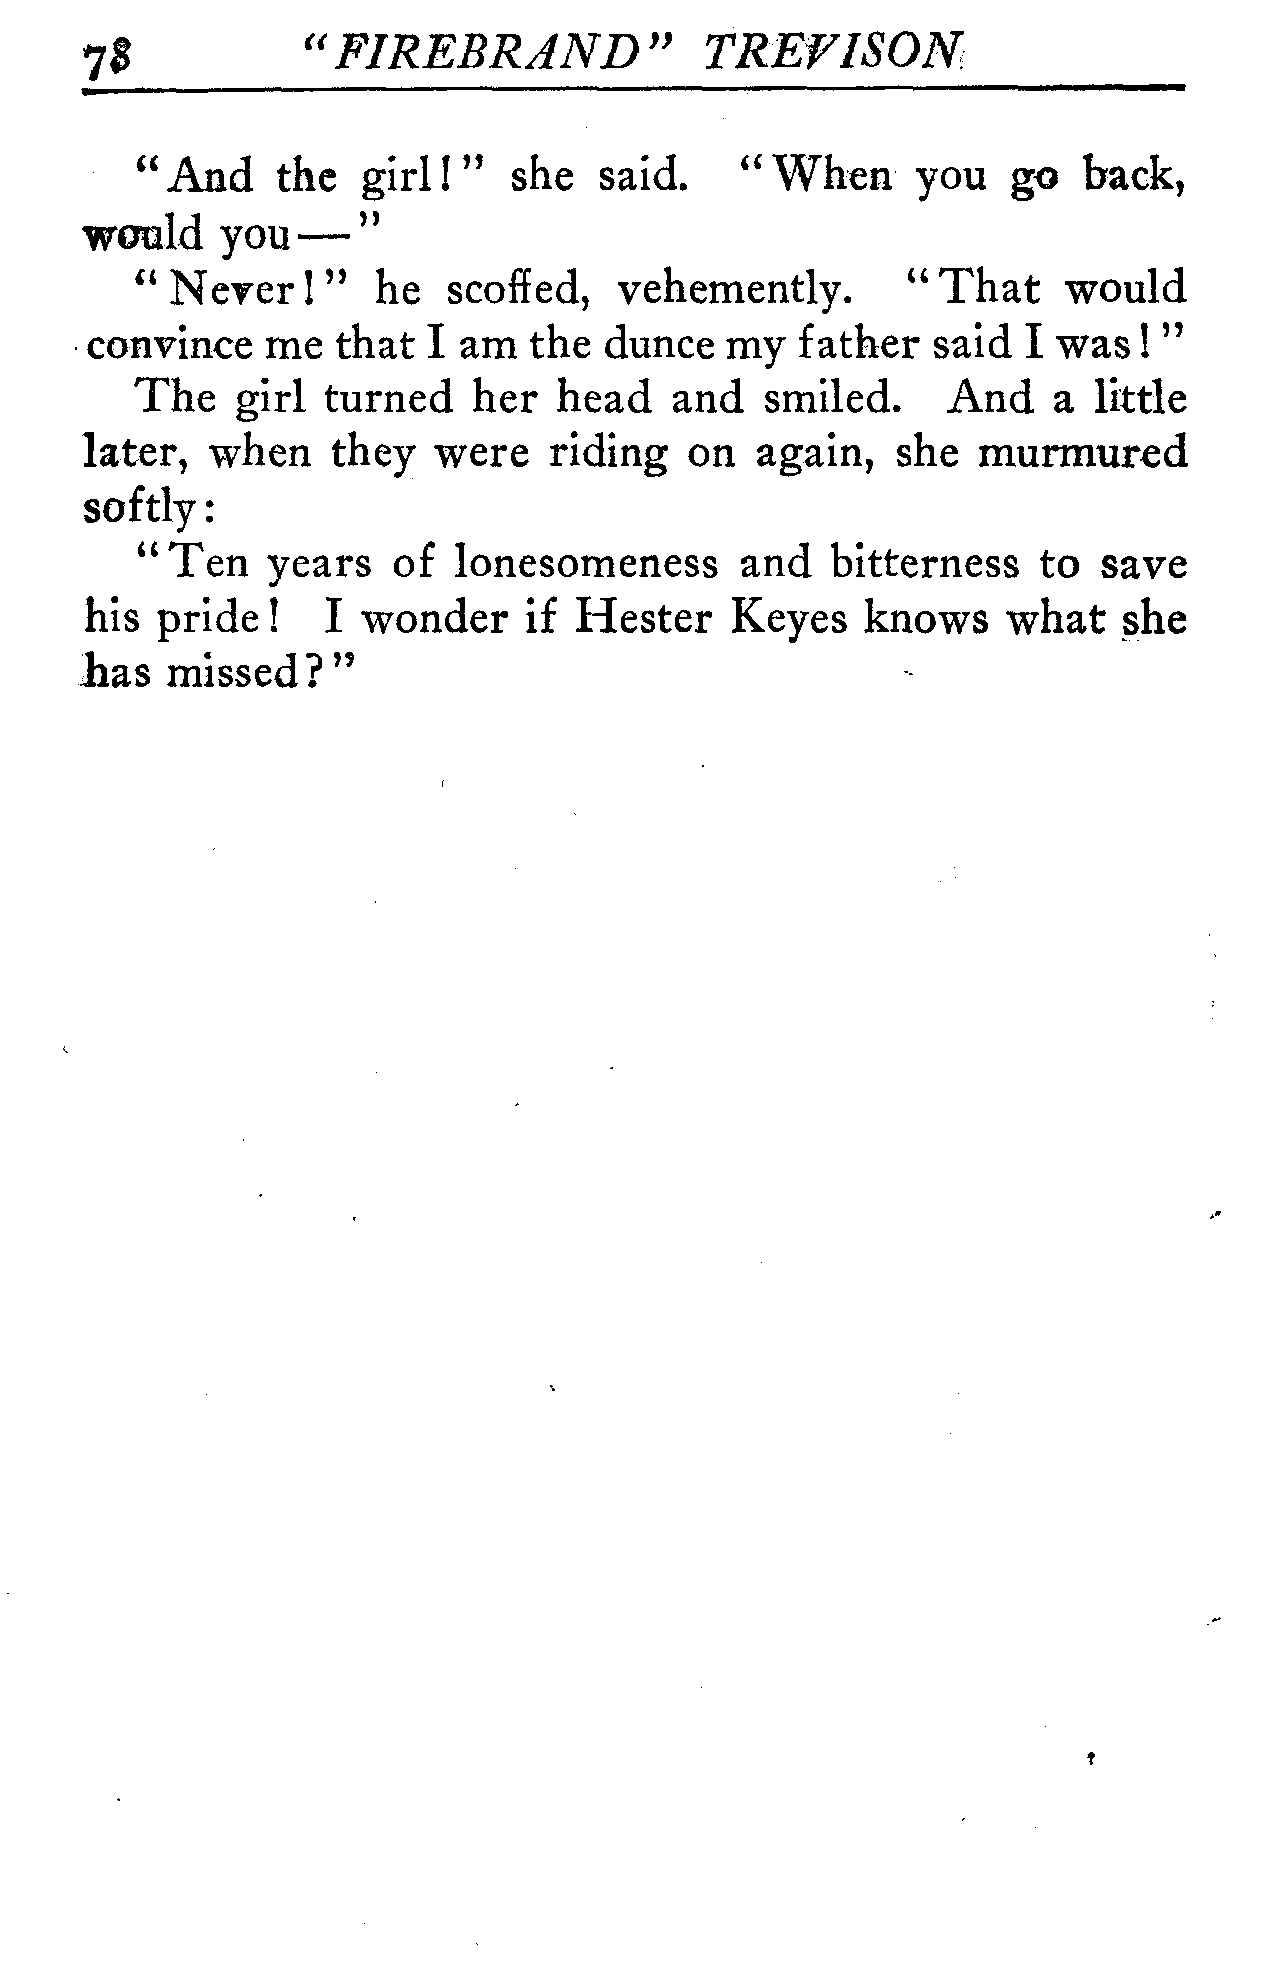 78 "FIREBRAND" TREVISON
"And the girl!" she said. "When you go back,
would you—"
"Never!" he scoffed, vehemently. "That would
convince me that I am the dunce my father said I was!"
The girl turned her head and smiled. And a little
later, when they were riding on again, she murmured
softly:
"Ten years of lonesomeness and bitterness to save
his pride! I wonder if Hester Keyes knows what she
has missed?"